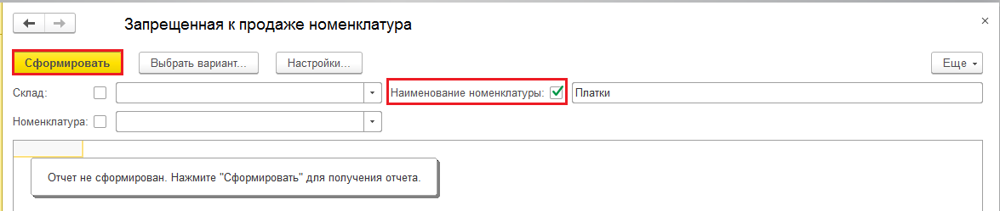 Запрещенная к продаже номенклатура
Сформировать Выбрать вариант... Настройки... Еще
Склад: Наименование номенклатуры: Платки
Номенклатура:
Отчет не сформирован. Нажмите "Сформировать" для получения отчета.